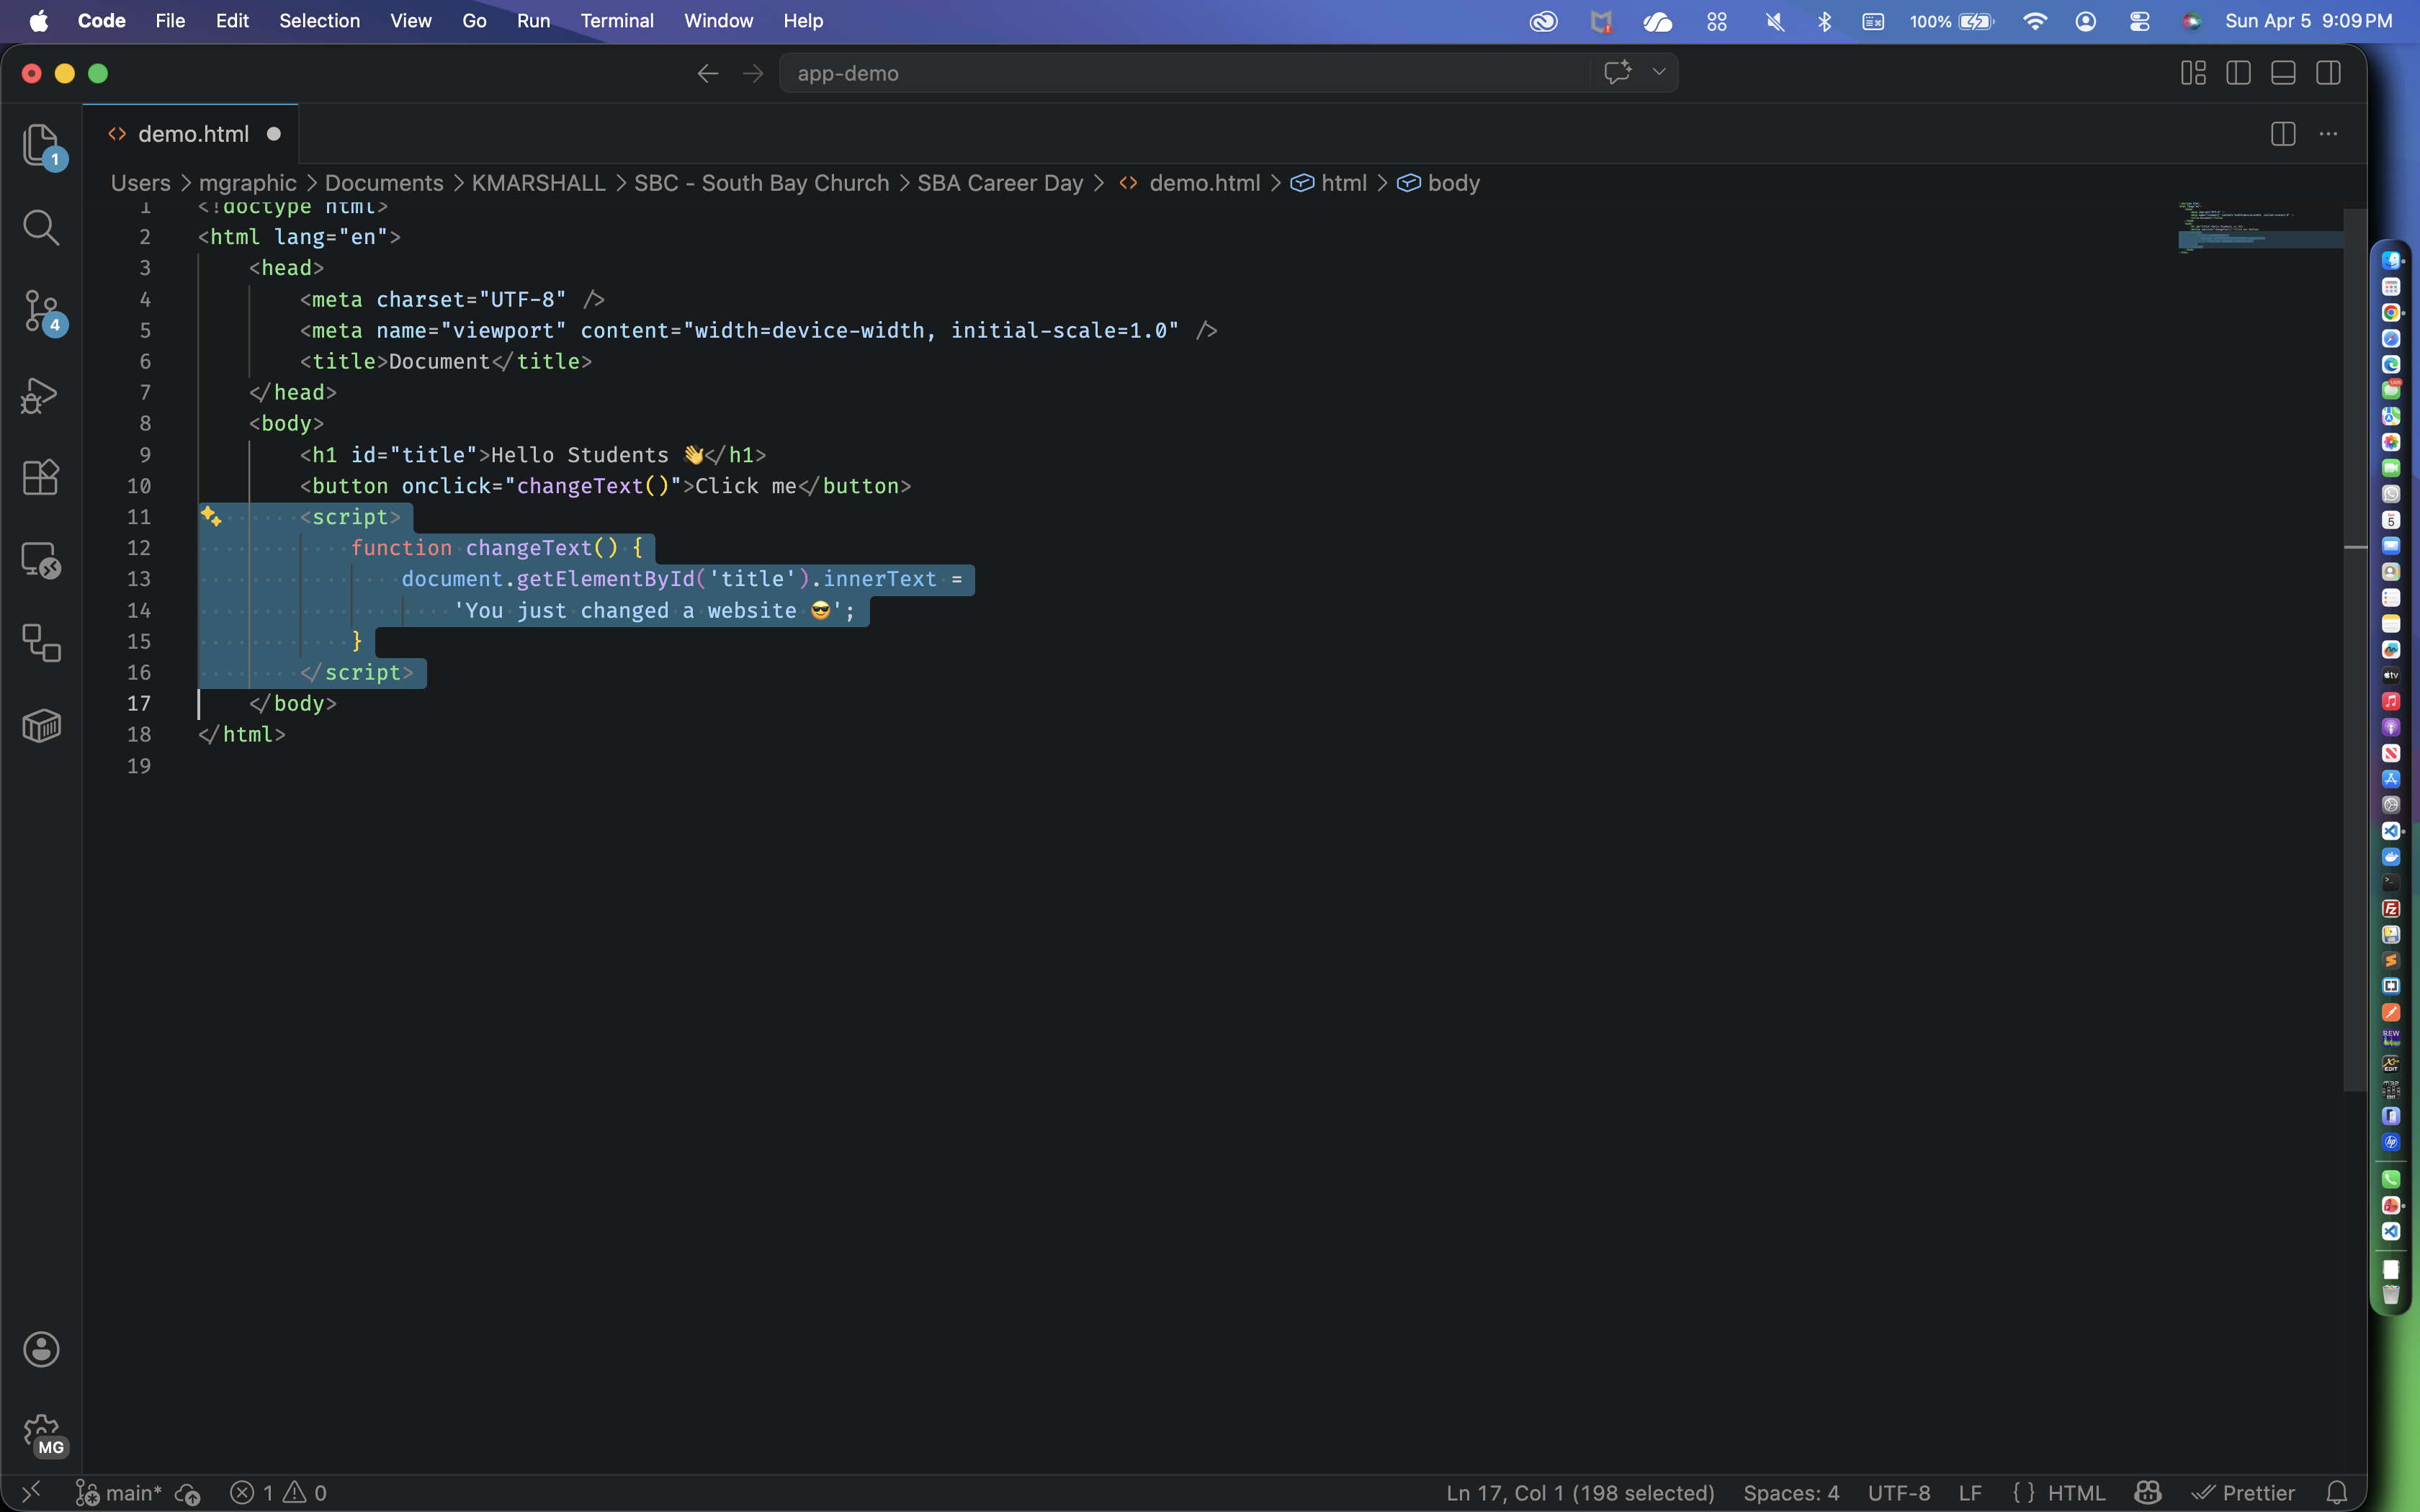 Code File Edit Selection View Go Run Terminal Window Help 100% Sun Apr 5 9:09 PM
app-demo
demo.html
1
Users > mgraphic > Documents > KMARSHALL > SBC - South Bay Church > SBA Career Day > <> demo.html > html > body
1 <!doctype html>
2 <html lang="en">
3 <head>
4 <meta charset="UTF-8" />
5 <meta name="viewport" content="width=device-width, initial-scale=1.0" />
6 <title>Document</title>
7 </head>
8 <body>
9 <h1 id="title">Hello Students 👋</h1>
10 <button onclick="changeText()">Click me</button>
11 <script>
12 function changeText() {
13 document.getElementById('title').innerText =
14 'You just changed a website 😎';
15 }
16 </script>
17 </body>
18 </html>
19
4
MG
main* 1 0 Ln 17, Col 1 (198 selected) Spaces: 4 UTF-8 LF { } HTML Prettier